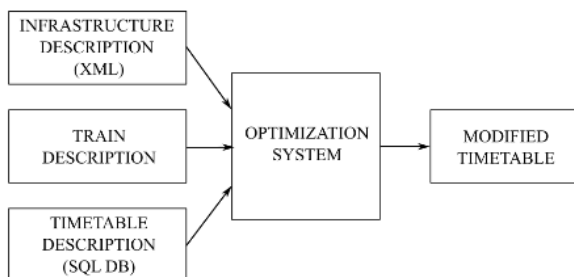 INFRASTRUCTURE
DESCRIPTION
(XML)
TRAIN
DESCRIPTION
TIMETABLE
DESCRIPTION
(SQL DB)
OPTIMIZATION
SYSTEM
MODIFIED
TIMETABLE